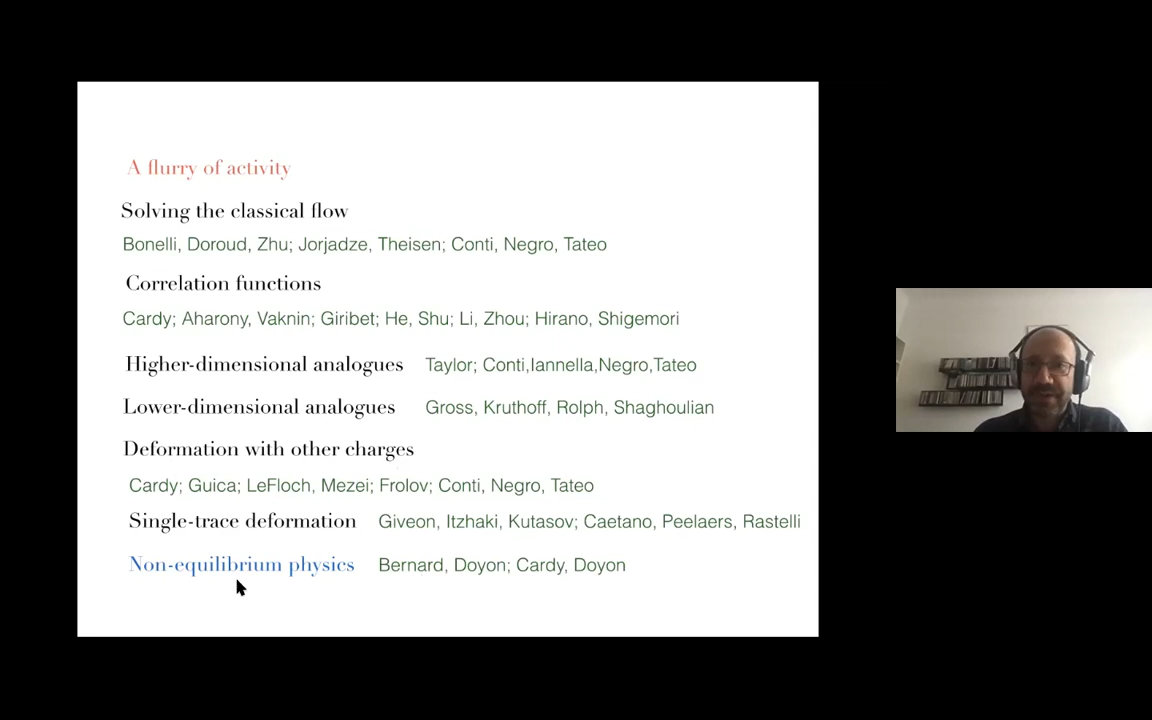 A flurry of activity
Solving the classical flow
Bonelli, Doroud, Zhu; Jorjadze, Theisen; Conti, Negro, Tateo
Correlation functions
Cardy; Aharony, Vaknin; Giribet; He, Shu; Li, Zhou; Hirano, Shigemori
Higher-dimensional analogues Taylor; Conti,Iannella,Negro,Tateo
Lower-dimensional analogues Gross, Kruthoff, Rolph, Shaghoulian
Deformation with other charges
Cardy; Guica; LeFloch, Mezei; Frolov; Conti, Negro, Tateo
Single-trace deformation Giveon, Itzhaki, Kutasov; Caetano, Peelaers, Rastelli
Non-equilibrium physics Bernard, Doyon; Cardy, Doyon